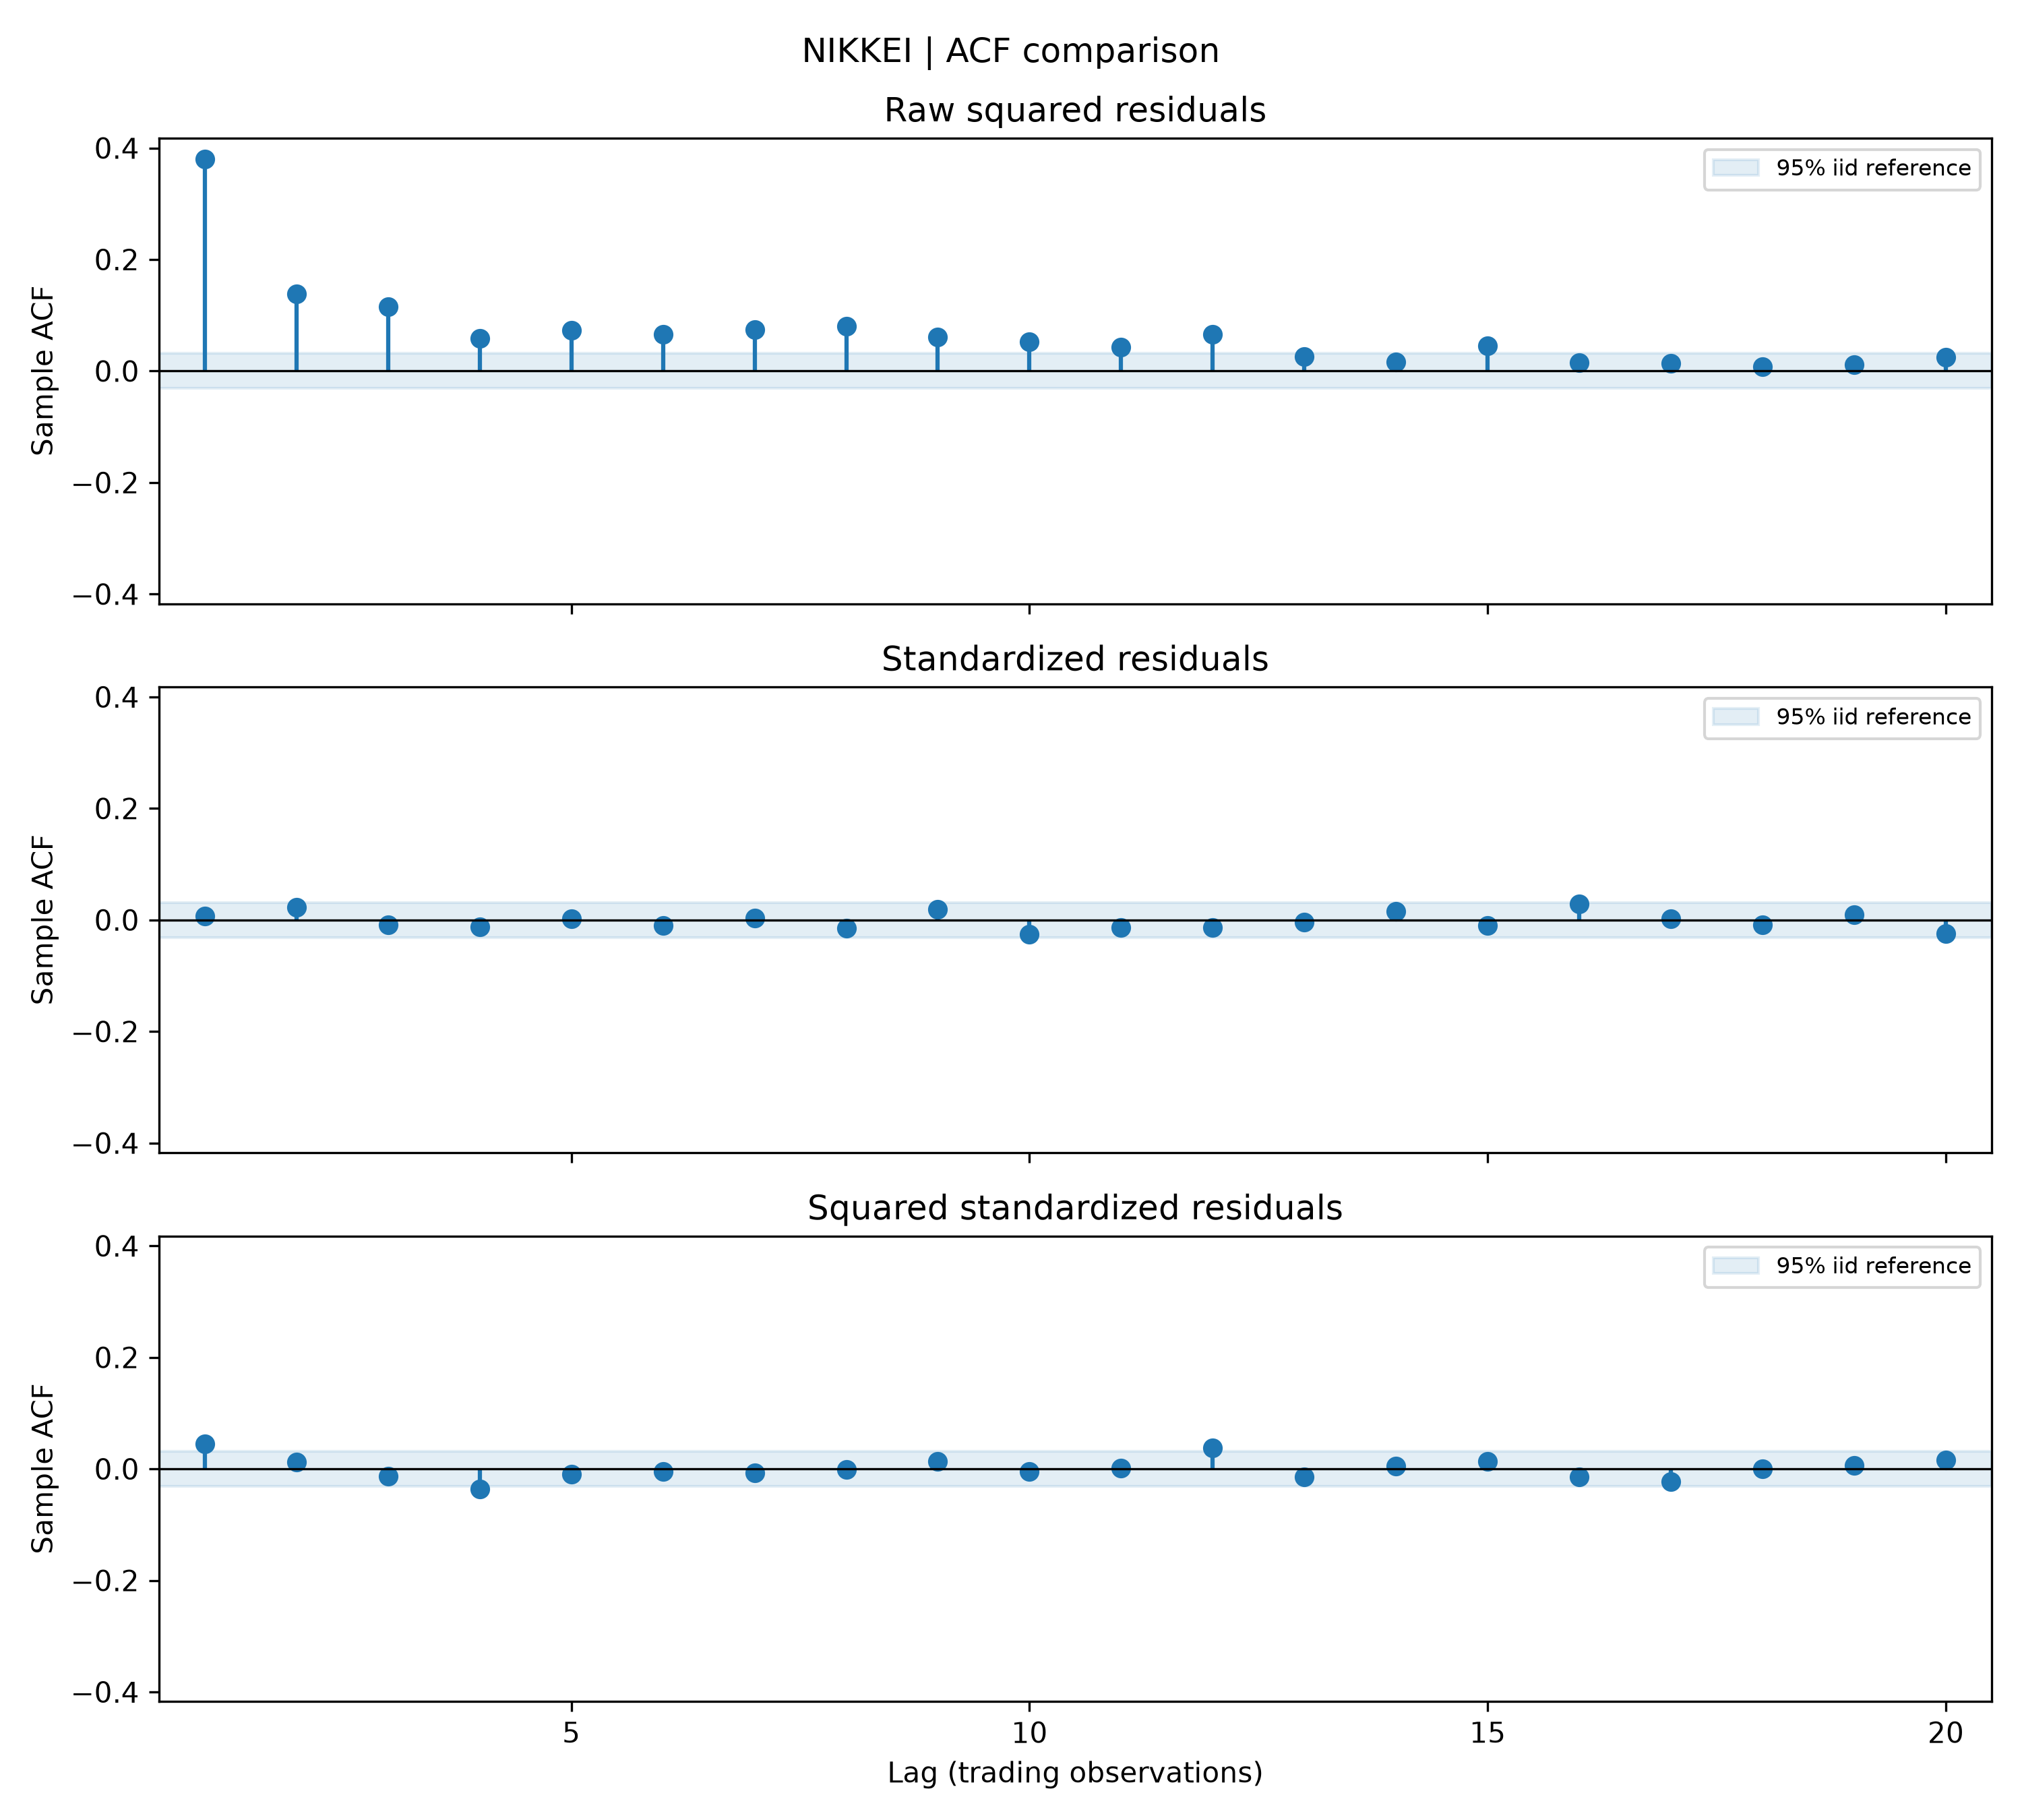 NIKKEI | ACF comparison
Raw squared residuals
0.4
0.2
0.0
−0.2
−0.4
Sample ACF
95% iid reference
Standardized residuals
0.4
0.2
0.0
−0.2
−0.4
Sample ACF
95% iid reference
Squared standardized residuals
0.4
0.2
0.0
−0.2
−0.4
Sample ACF
95% iid reference
5 10 15 20
Lag (trading observations)